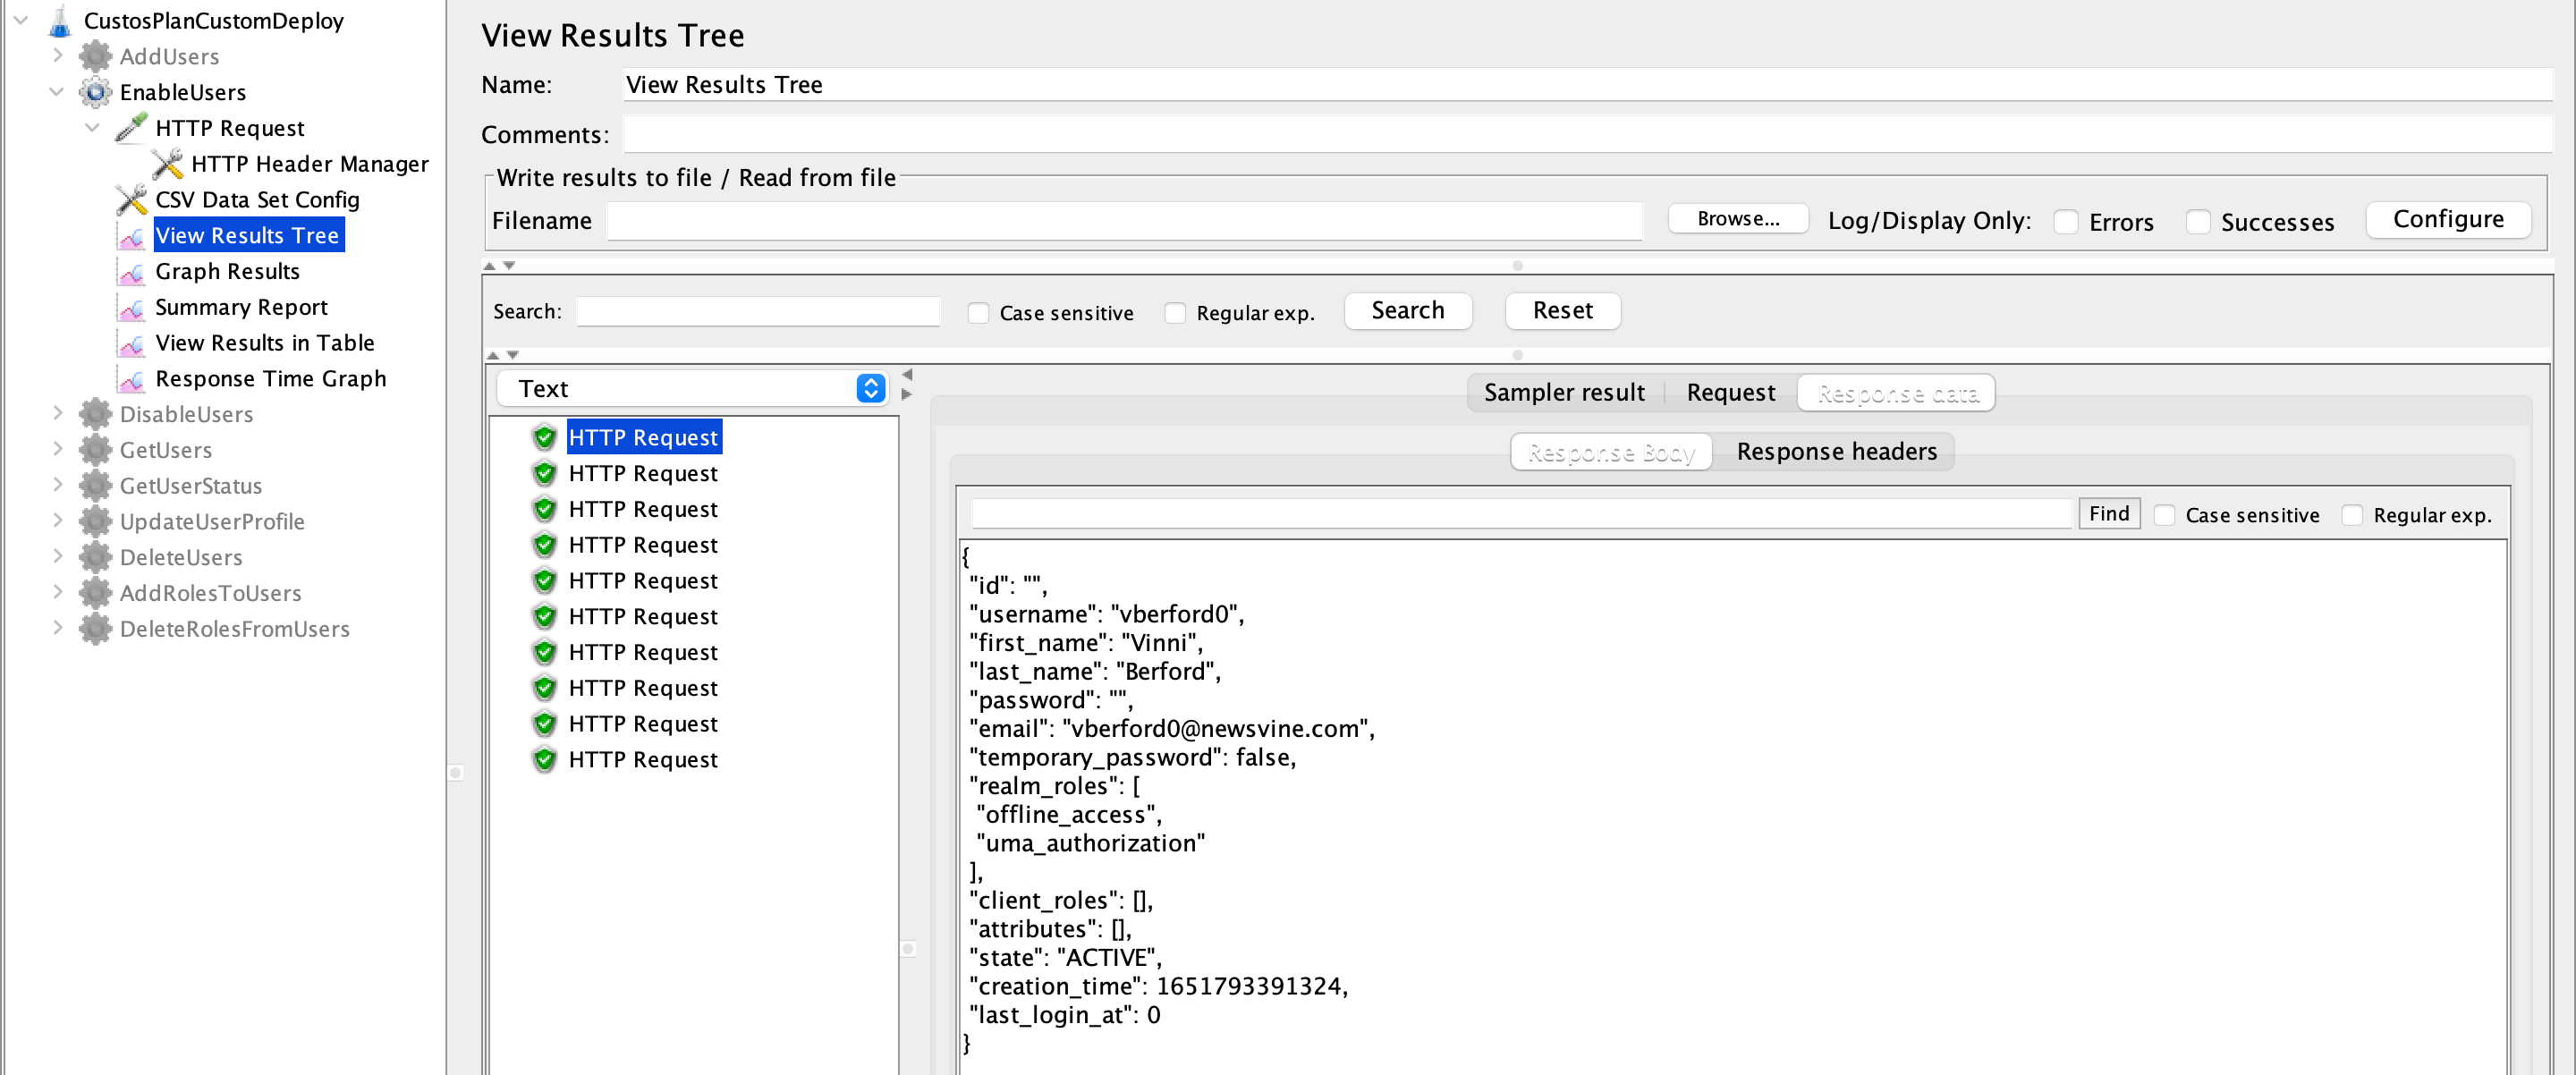 CustosPlanCustomDeploy
AddUsers
EnableUsers
HTTP Request
HTTP Header Manager
CSV Data Set Config
View Results Tree
Graph Results
Summary Report
View Results in Table
Response Time Graph
DisableUsers
GetUsers
GetUserStatus
UpdateUserProfile
DeleteUsers
AddRolesToUsers
DeleteRolesFromUsers
View Results Tree
Name: View Results Tree
Comments:
Write results to file / Read from file
Filename Browse... Log/Display Only: Errors Successes Configure
Search: Case sensitive Regular exp. Search Reset
Text
HTTP Request
HTTP Request
HTTP Request
HTTP Request
HTTP Request
HTTP Request
HTTP Request
HTTP Request
HTTP Request
HTTP Request
Sampler result Request Response data
Response Body Response headers
Find Case sensitive Regular exp.
{
"id": "",
"username": "vberford0",
"first_name": "Vinni",
"last_name": "Berford",
"password": "",
"email": "vberford0@newsvine.com",
"temporary_password": false,
"realm_roles": [
"offline_access",
"uma_authorization"
],
"client_roles": [],
"attributes": [],
"state": "ACTIVE",
"creation_time": 1651793391324,
"last_login_at": 0
}